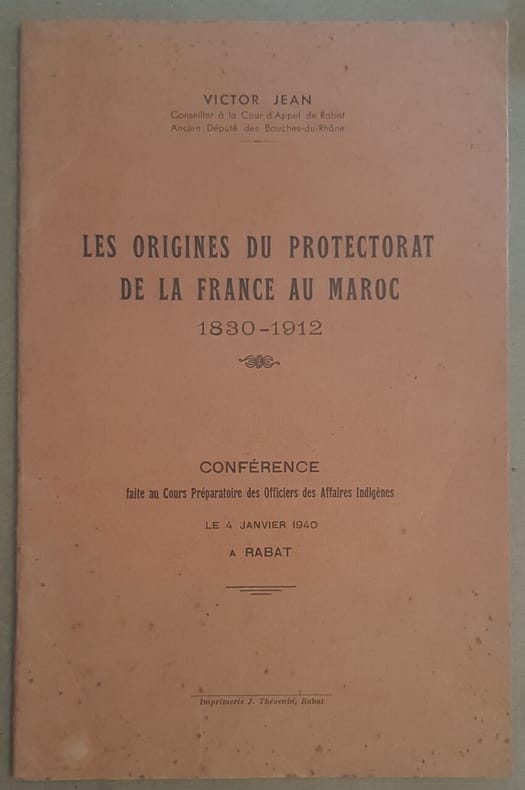 VICTOR JEAN
Conseiller à la Cour d'Appel de Rabat
Ancien Député des Bouches-du-Rhône
LES ORIGINES DU PROTECTORAT
DE LA FRANCE AU MAROC
1830-1912
CONFÉRENCE
faite au Cours Préparatoire des Officiers des Affaires Indigènes
LE 4 JANVIER 1940
A RABAT
Imprimerie J. Thévenin, Rabat